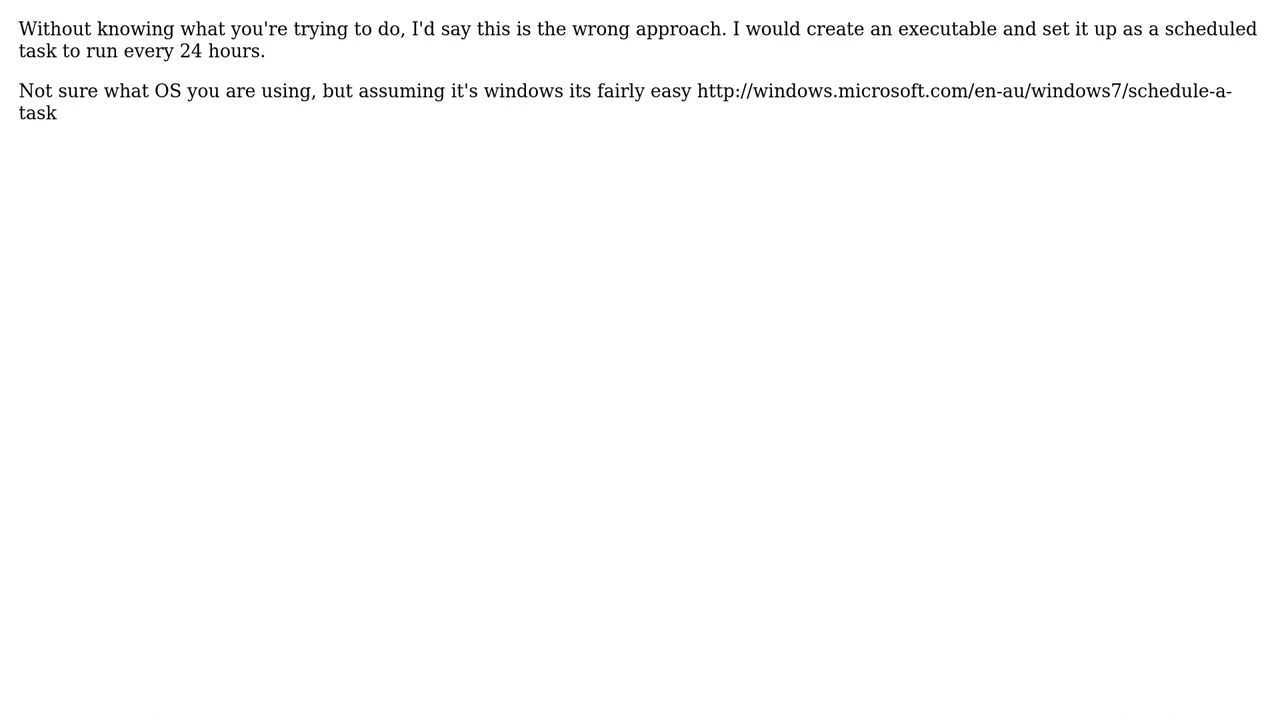 Without knowing what you're trying to do, I'd say this is the wrong approach. I would create an executable and set it up as a scheduled
task to run every 24 hours.
Not sure what OS you are using, but assuming it's windows its fairly easy http://windows.microsoft.com/en-au/windows7/schedule-a-
task